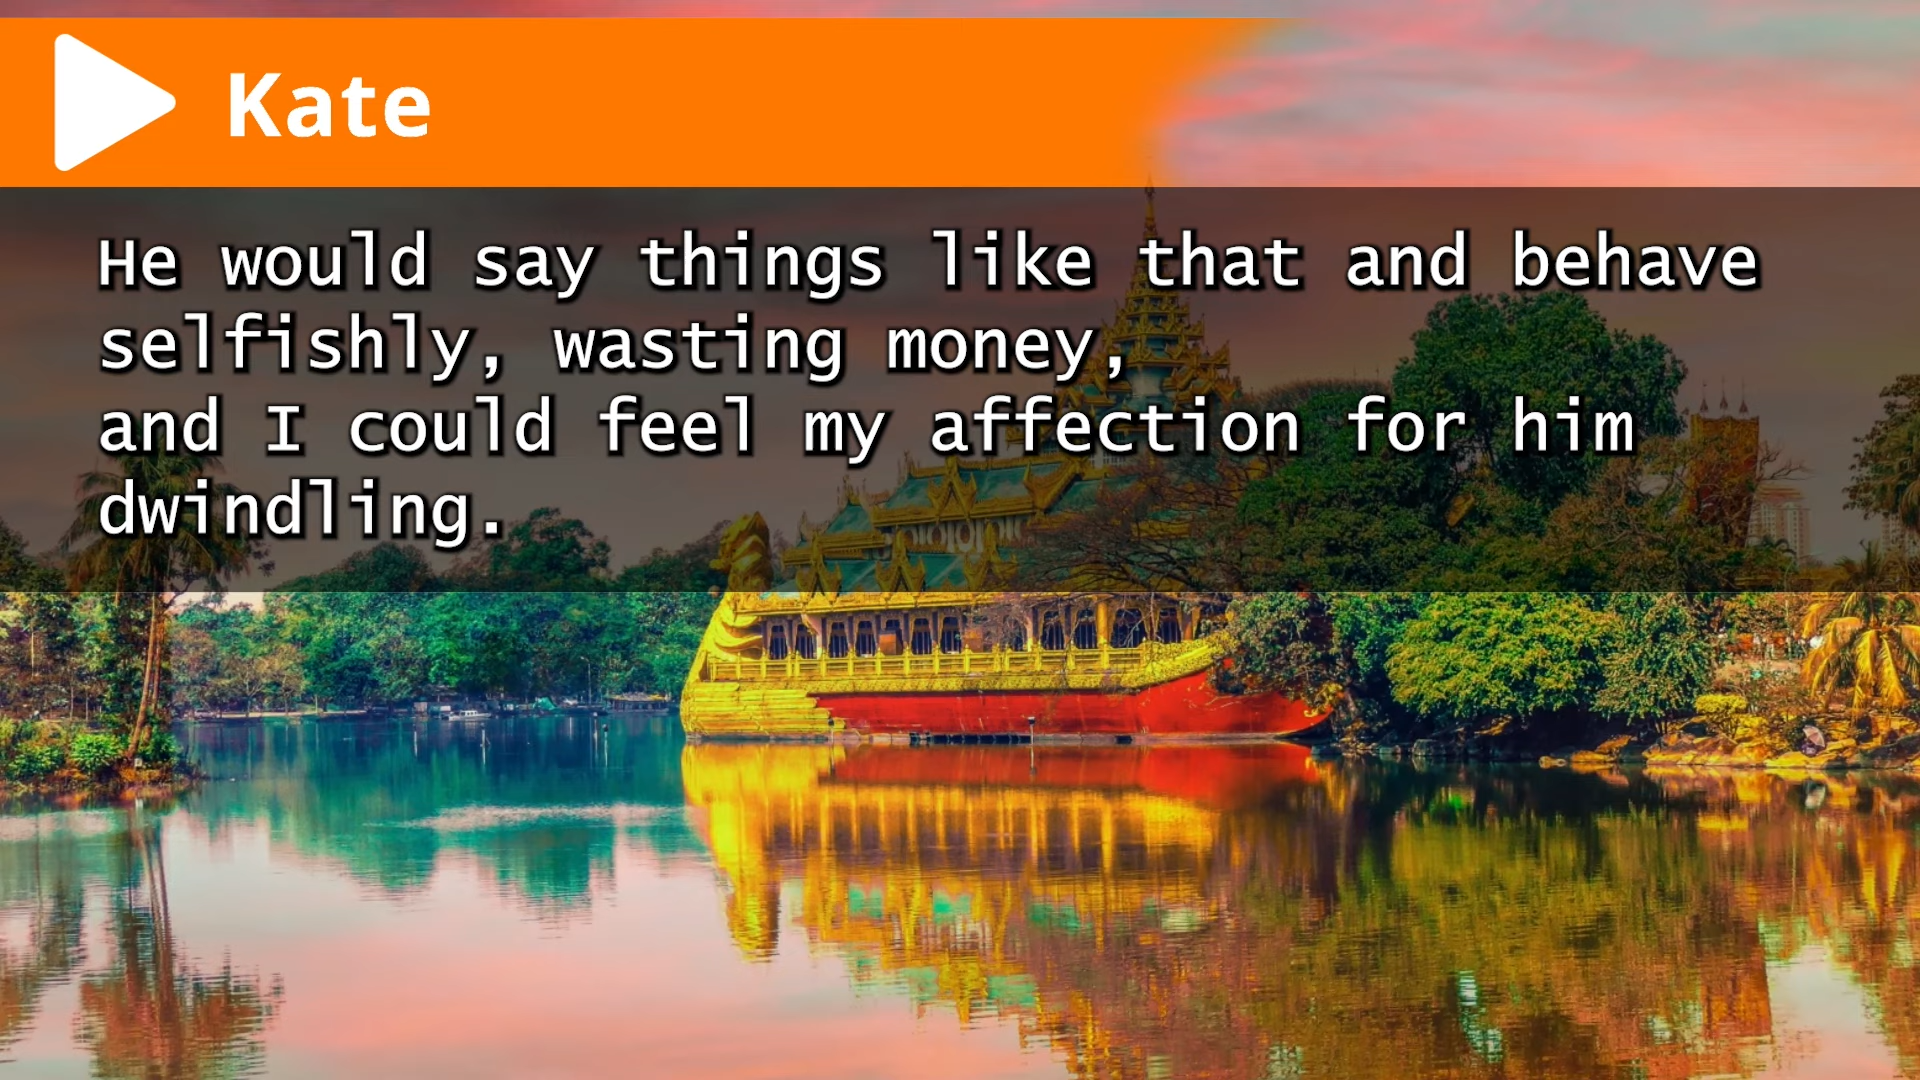 Kate
He would say things like that and behave
selfishly, wasting money,
and I could feel my affection for him
dwindling.